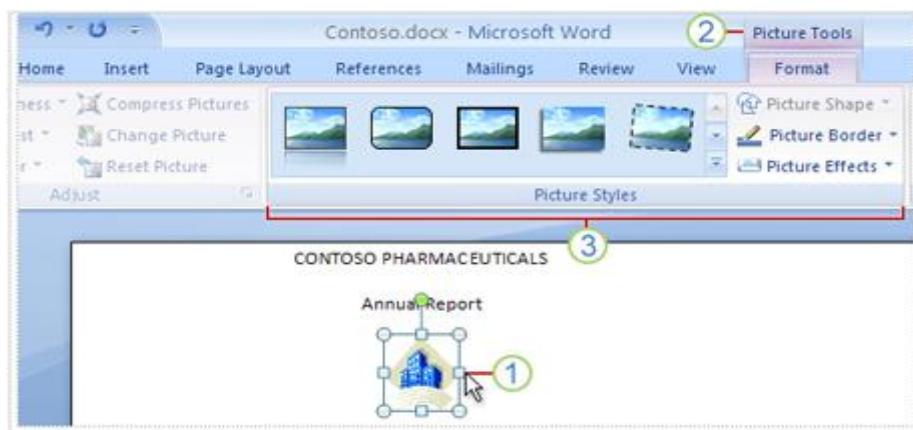 Contoso.docx - Microsoft Word
2
Picture Tools
Home Insert Page Layout References Mailings Review View Format
Compress Pictures
Picture Shape
Change Picture
Picture Border
Reset Picture
Picture Effects
Adjust
Picture Styles
3
CONTOSO PHARMACEUTICALS
Annual Report
1